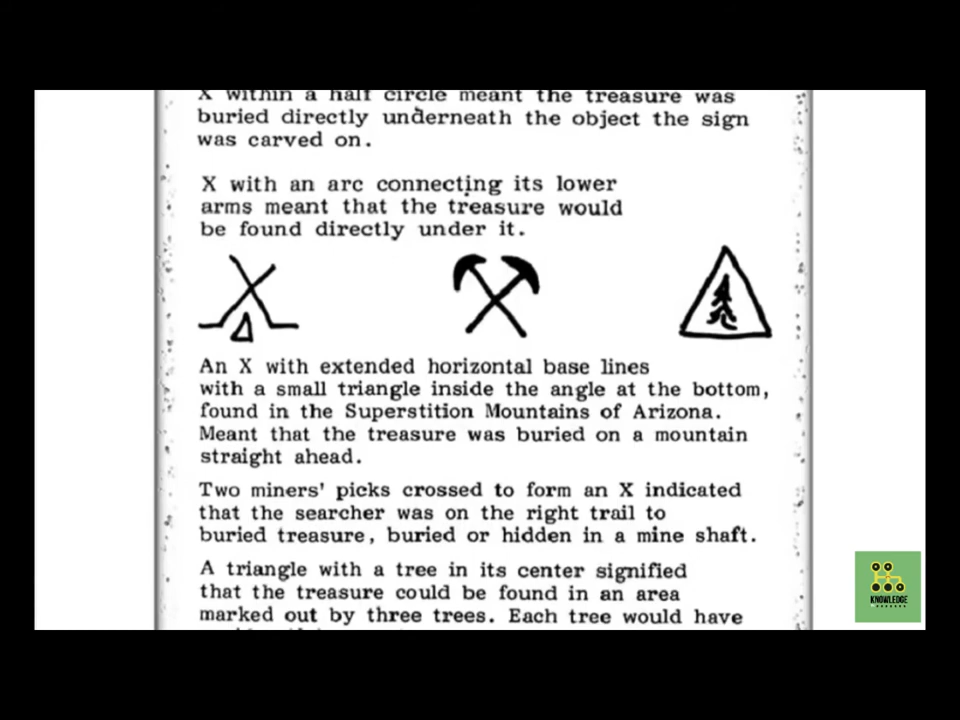 X within a half circle meant the treasure was
buried directly underneath the object the sign
was carved on.
X with an arc connecting its lower
arms meant that the treasure would
be found directly under it.
An X with extended horizontal base lines
with a small triangle inside the angle at the bottom,
found in the Superstition Mountains of Arizona.
Meant that the treasure was buried on a mountain
straight ahead.
Two miners' picks crossed to form an X indicated
that the searcher was on the right trail to
buried treasure, buried or hidden in a mine shaft.
A triangle with a tree in its center signified
that the treasure could be found in an area
marked out by three trees. Each tree would have
KNOWLEDGE